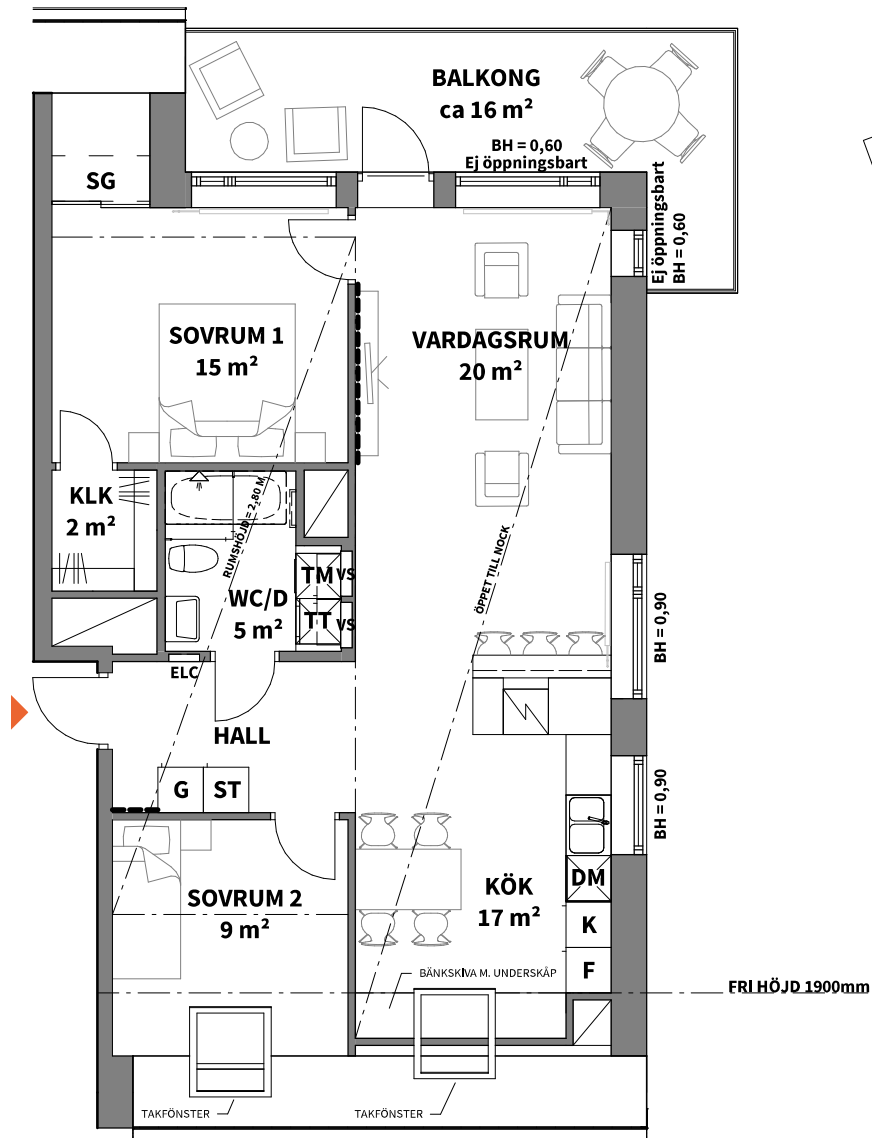 BALKONG
ca 16 m²
BH = 0,60
Ej öppningsbart
Ej öppningsbart
BH = 0,60
SG
SOVRUM 1
15 m²
VARDAGSRUM
20 m²
KLK
2 m²
RUMSHÖJD = 2,80 M
ÖPPET TILL NOCK
TM
VS
WC/D
5 m²
TT
VS
BH = 0,90
ELC
HALL
G
ST
BH = 0,90
SOVRUM 2
9 m²
KÖK
17 m²
DM
K
F
BÄNKSKIVA M. UNDERSKÅP
FRI HÖJD 1900mm
TAKFÖNSTER
TAKFÖNSTER